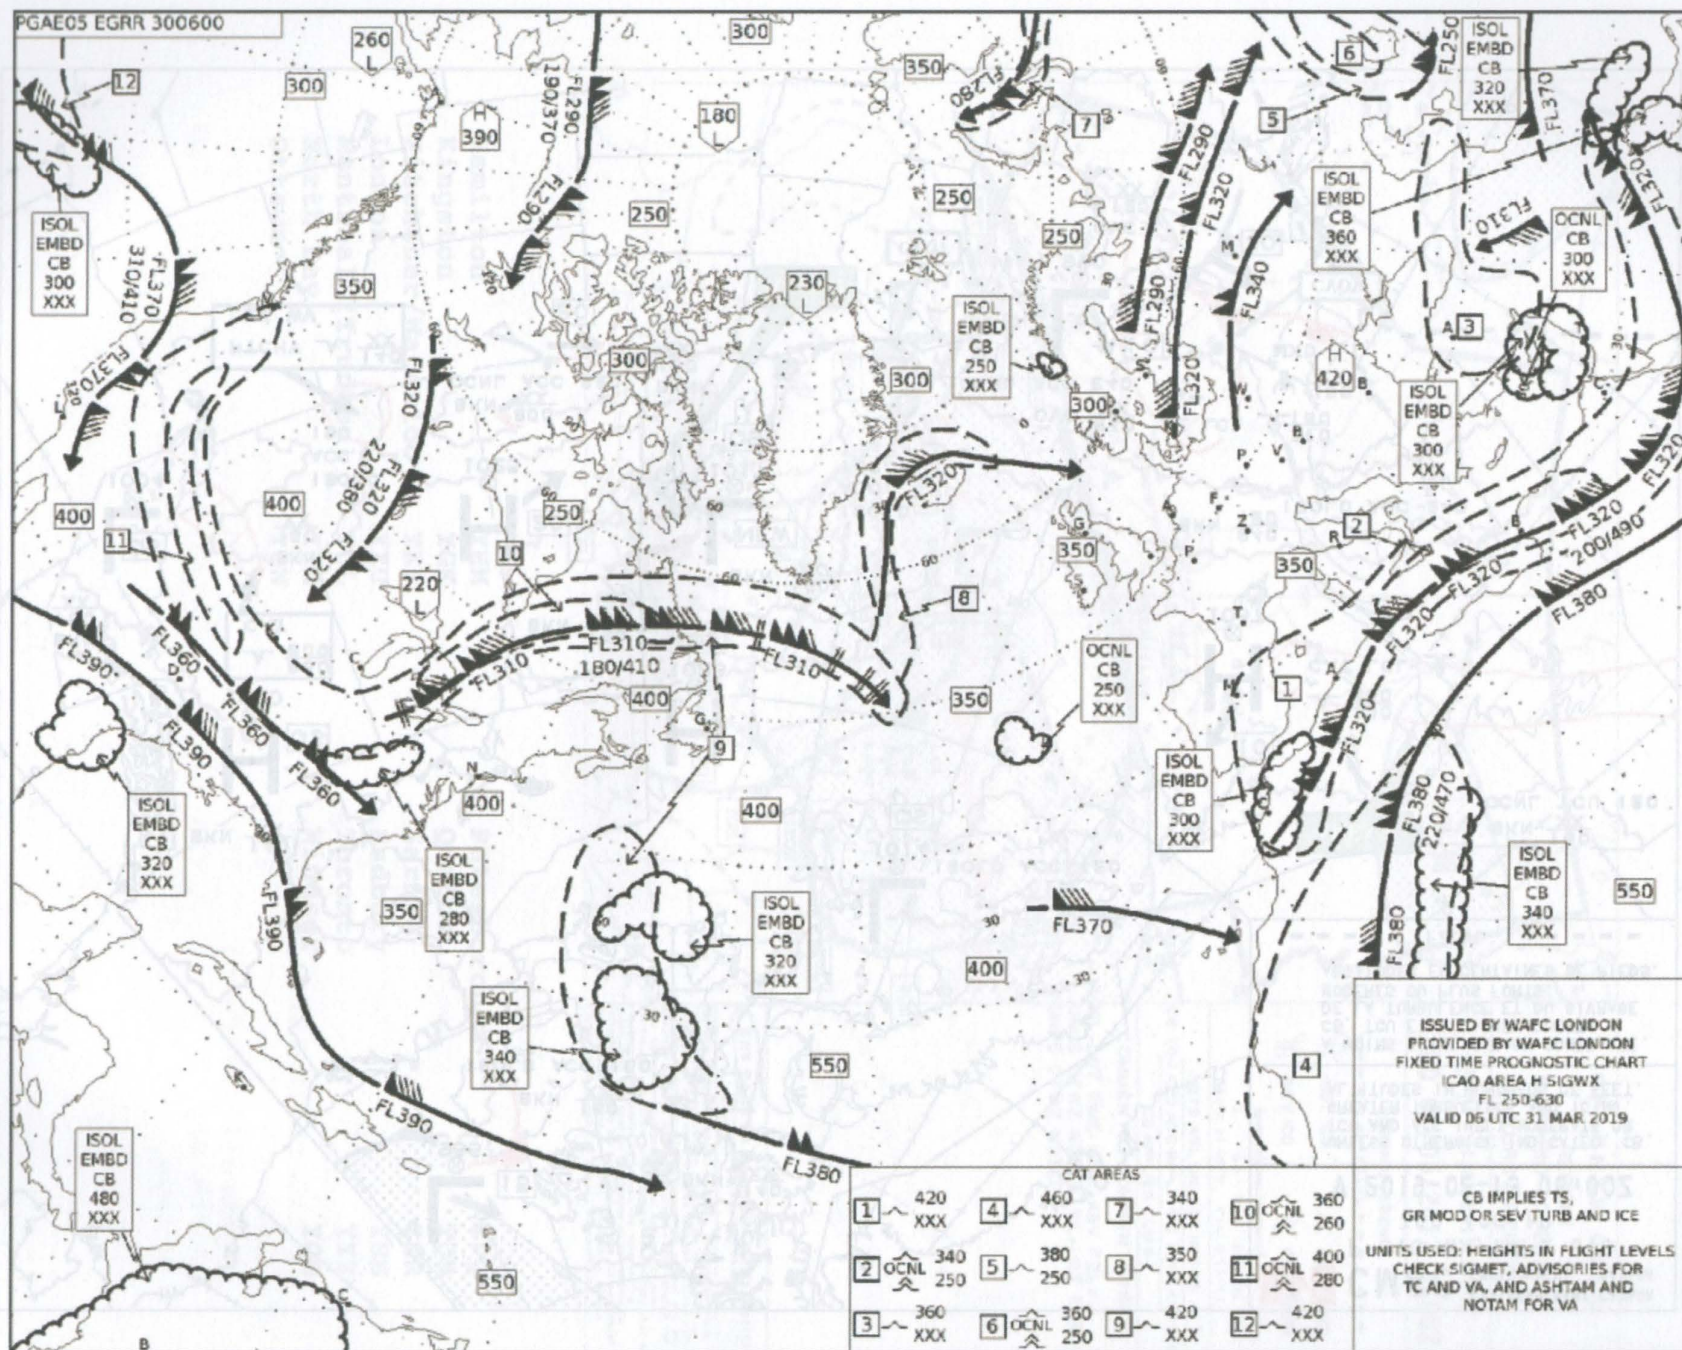 PGAE05 EGRR 300600
12
260
L
300
H
390
FL290
190/370
FL290
180
L
300
350
FL280
7
250
250
250
6
5
FL250
ISOL
EMBD
CB
320
XXX
FL370
FL320
ISOL
EMBD
CB
300
XXX
FL370
310/410
FL370
350
230
L
300
300
ISOL
EMBD
CB
250
XXX
300
FL290
FL320
FL290
FL320
M
FL340
ISOL
EMBD
CB
360
XXX
FL310
OCNL
CB
300
XXX
A
3
H
420
B
ISOL
EMBD
CB
300
XXX
FL320
FL320
220/380
FL320
400
400
11
10
250
220
L
FL320
8
350
350
2
350
FL320
200/490
FL320
FL320
FL320
FL380
FL390
FL360
FL360
FL360
FL390
FL310
FL310
180/410
FL310
400
9
350
OCNL
CB
250
XXX
1
FL320
ISOL
EMBD
CB
300
XXX
FL380
220/470
FL380
ISOL
EMBD
CB
340
XXX
550
ISOL
EMBD
CB
320
XXX
N
400
400
ISOL
EMBD
CB
280
XXX
350
FL390
ISOL
EMBD
CB
320
XXX
FL370
400
ISOL
EMBD
CB
340
XXX
550
4
FL390
FL380
ISOL
EMBD
CB
480
XXX
550
C
B
ISSUED BY WAFC LONDON
PROVIDED BY WAFC LONDON
FIXED TIME PROGNOSTIC CHART
ICAO AREA H SIGWX
FL 250-630
VALID 06 UTC 31 MAR 2019
CAT AREAS
1 420 XXX
4 460 XXX
7 340 XXX
10 OCNL 360 260
2 OCNL 340 250
5 380 250
8 350 XXX
11 OCNL 400 280
3 360 XXX
6 OCNL 360 250
9 420 XXX
12 420 XXX
CB IMPLIES TS,
GR MOD OR SEV TURB AND ICE
UNITS USED: HEIGHTS IN FLIGHT LEVELS
CHECK SIGMET, ADVISORIES FOR
TC AND VA, AND ASHTAM AND
NOTAM FOR VA